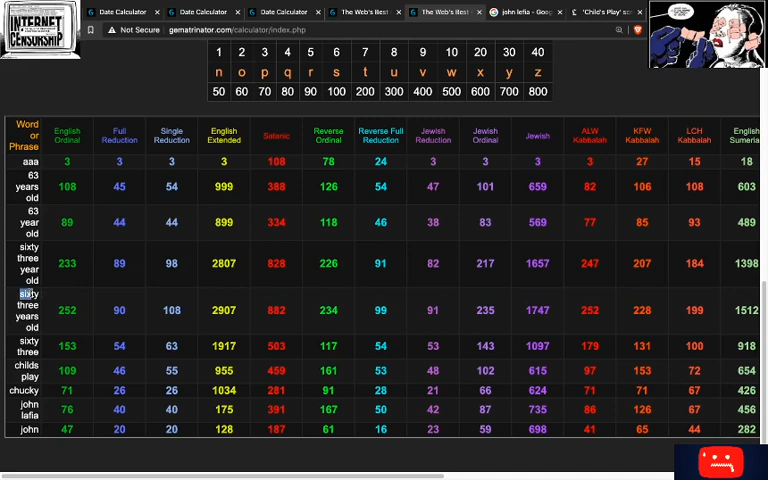 INTERNET
CENSORSHIP
Date Calculator
Date Calculator
Date Calculator
The Web's Best
The Web's Best
john lefia - Goo
'Child's Play' s
Not Secure gematrinator.com/calculator/index.php
1 2 3 4 5 6 7 8 9 10 20 30 40
n o p q r s t u v w x y z
50 60 70 80 90 100 200 300 400 500 600 700 800
Word or Phrase English Ordinal Full Reduction Single Reduction English Extended Satanic Reverse Ordinal Reverse Full Reduction Jewish Reduction Jewish Ordinal Jewish ALW Kabbalah KFW Kabbalah LCH Kabbalah English Sumeria
aaa 3 3 3 3 108 78 24 3 3 3 3 27 15 18
63 years old 108 45 54 999 388 126 54 47 101 659 82 106 108 603
63 year old 89 44 44 899 334 118 46 38 83 569 77 85 93 489
sixty three year old 233 89 98 2807 828 226 91 82 217 1657 247 207 184 1398
sixty three years old 252 90 108 2907 882 234 99 91 235 1747 252 228 199 1512
sixty three 153 54 63 1917 503 117 54 53 143 1097 179 131 100 918
childs play 109 46 55 955 459 161 53 48 102 615 97 153 72 654
chucky 71 26 26 1034 281 91 28 21 66 624 71 71 67 426
john lafia 76 40 40 175 391 167 50 42 87 735 86 126 67 456
john 47 20 20 128 187 61 16 23 59 698 41 65 44 282